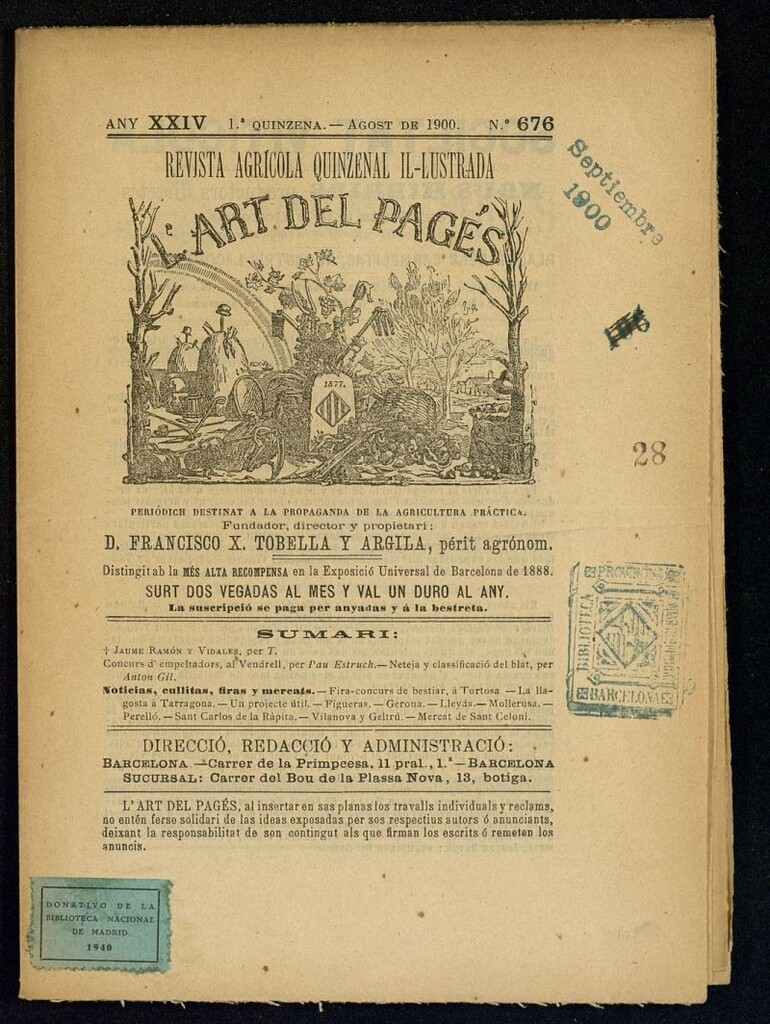 ANY XXIV 1.ª QUINZENA.—AGOST DE 1900. N.º 676
REVISTA AGRÍCOLA QUINZENAL IL-LUSTRADA
L'ART DEL PAGÉS
1877.
PERIÓDICH DESTINAT A LA PROPAGANDA DE LA AGRICULTURA PRÁCTICA.
Fundador, director y propietari:
D. FRANCISCO X. TOBELLA Y ARGILA, périt agrónom.
Distingit ab la MÉS ALTA RECOMPENSA en la Exposició Universal de Barcelona de 1888.
SURT DOS VEGADAS AL MES Y VAL UN DURO AL ANY.
La suscripció se paga per anyadas y á la bestreta.
SUMARI:
† JAUME RAMÓN Y VIDALES, per T.
Concurs d' empeltadors, al Vendrell, per Pau Estruch.—Neteja y classificació del blat, per
Anton Gil.
Noticias, cullitas, firas y mercats.—Fira-concurs de bestiar, á Tortosa—La lla-
gosta á Tarragona.—Un projecte útil.—Figueras.—Gerona.—Lleyda.—Mollerusa.—
Perelló.—Sant Carlos de la Rápita.—Vilanova y Geltrú.—Mercat de Sant Celoni.
DIRECCIÓ, REDACCIÓ Y ADMINISTRACIÓ:
BARCELONA—Carrer de la Primpcesa, 11 pral., 1.ª—BARCELONA
SUCURSAL: Carrer del Bou de la Plassa Nova, 13, botiga.
L'ART DEL PAGÉS, al insertar en sas planas los travalls individuals y reclams,
no entén ferse solidari de las ideas exposadas per sos respectius autors ó anunciants,
deixant la responsabilitat de son contingut als que firman los escrits ó remeten los
anuncis.
Septiembre
1900
28
BIBLIOTECA
PROVINCIAL
BARCELONA
DONATIVO DE LA
BIBLIOTECA NACIONAL
DE MADRID
1940